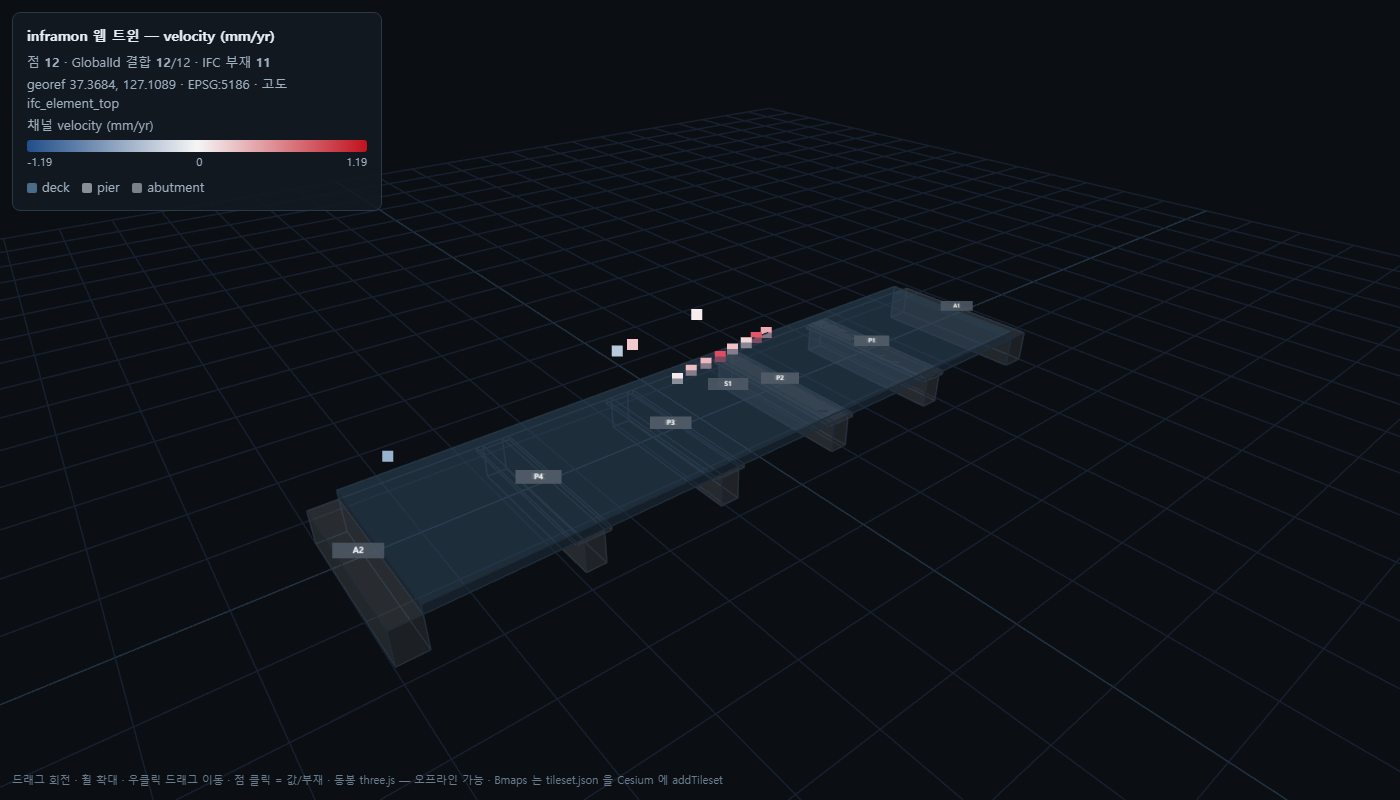 inframon 웹 트윈 — velocity (mm/yr)
점 12 · GlobalId 결합 12/12 · IFC 부재 11
georef 37.3684, 127.1089 · EPSG:5186 · 고도
ifc_element_top
채널 velocity (mm/yr)
-1.19 0 1.19
deck pier abutment
A1
P1
P2
S1
P3
P4
A2
드래그 회전 · 휠 확대 · 우클릭 드래그 이동 · 점 클릭 = 값/부재 · 동봉 three.js — 오프라인 가능 · Bmaps 는 tileset.json 을 Cesium 에 addTileset